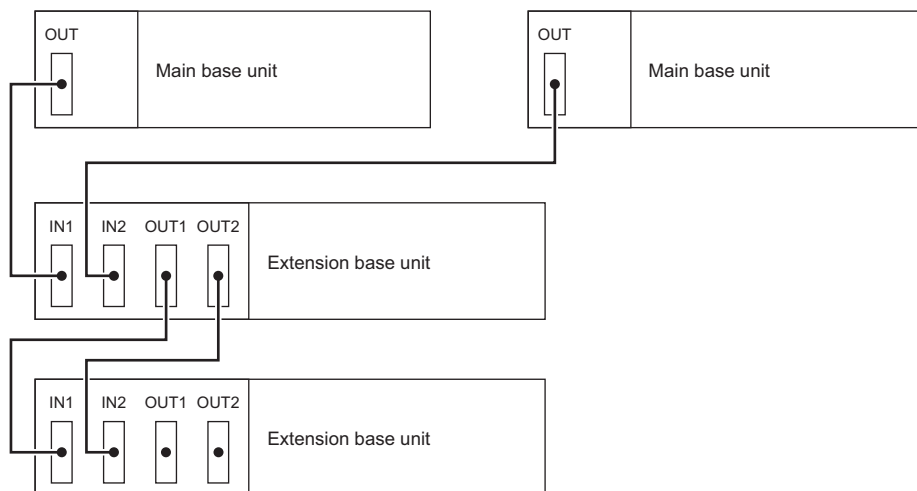 OUT
Main base unit
OUT
Main base unit
IN1 IN2 OUT1 OUT2
Extension base unit
IN1 IN2 OUT1 OUT2
Extension base unit